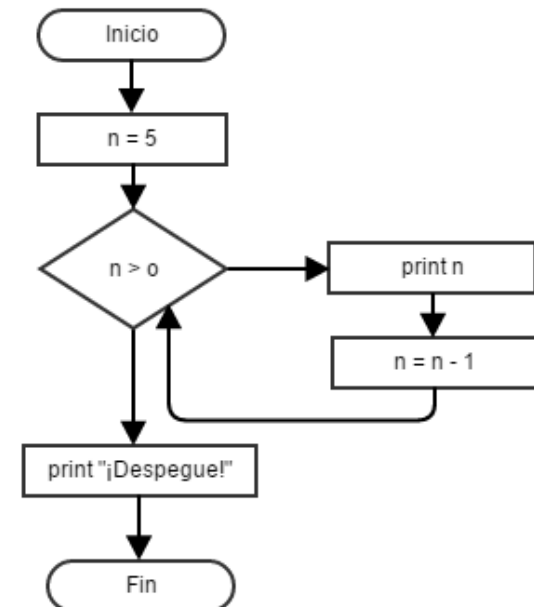 Inicio
n = 5
n > o
print n
n = n - 1
print "¡Despegue!"
Fin